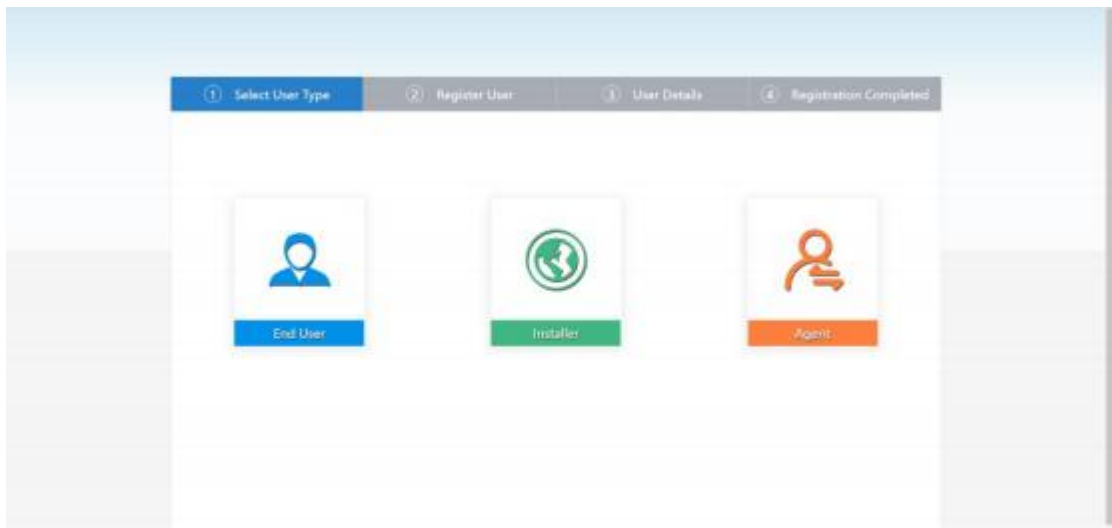 1 Select User Type 2 Register User 3 User Details 4 Registration Completed
End User Installer Agent